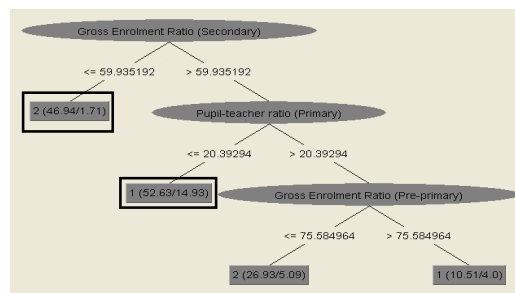 Gross Enrolment Ratio (Secondary)
<= 59.935192 > 59.935192
2 (46.94/1.71)
Pupil-teacher ratio (Primary)
<= 20.39294 > 20.39294
1 (52.63/14.93)
Gross Enrolment Ratio (Pre-primary)
<= 75.584964 > 75.584964
2 (26.93/5.09)
1 (10.51/4.0)